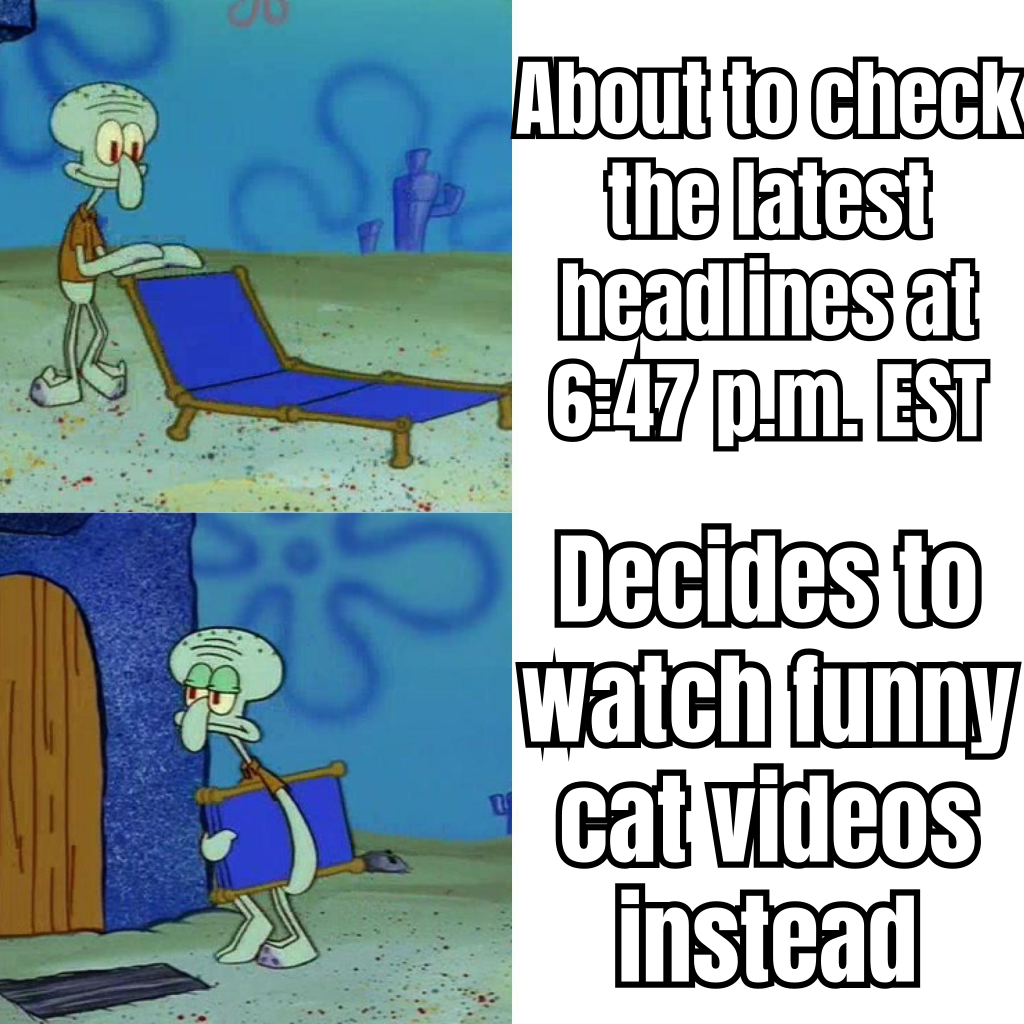 About to check
the latest
headlines at
6:47 p.m. EST
Decides to
watch funny
cat videos
instead